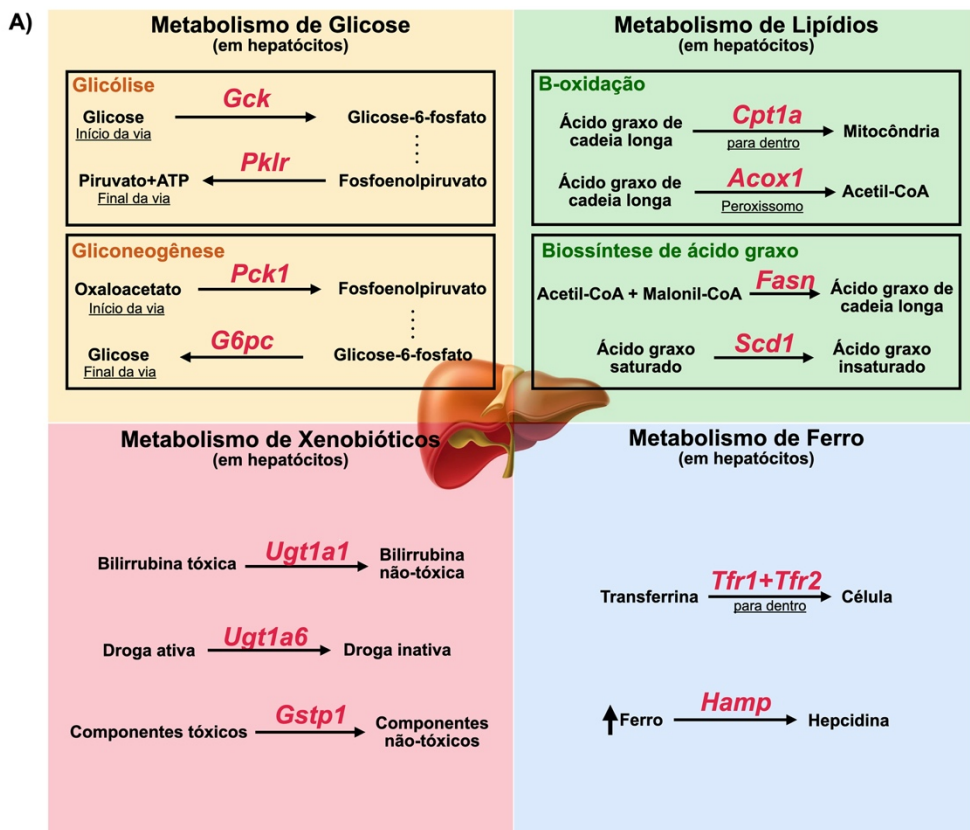 A)
Metabolismo de Glicose
(em hepatócitos)
Glicólise
Glicose
Início da via
Gck
Glicose-6-fosfato
Piruvato+ATP
Final da via
Pklr
Fosfoenolpiruvato
Gliconeogênese
Oxaloacetato
Início da via
Pck1
Fosfoenolpiruvato
Glicose
Final da via
G6pc
Glicose-6-fosfato
Metabolismo de Lipídios
(em hepatócitos)
B-oxidação
Ácido graxo de
cadeia longa
Cpt1a
para dentro
Mitocôndria
Ácido graxo de
cadeia longa
Acox1
Peroxissomo
Acetil-CoA
Biossíntese de ácido graxo
Acetil-CoA + Malonil-CoA
Fasn
Ácido graxo de
cadeia longa
Ácido graxo
saturado
Scd1
Ácido graxo
insaturado
Metabolismo de Xenobióticos
(em hepatócitos)
Bilirrubina tóxica
Ugt1a1
Bilirrubina
não-tóxica
Droga ativa
Ugt1a6
Droga inativa
Componentes tóxicos
Gstp1
Componentes
não-tóxicos
Metabolismo de Ferro
(em hepatócitos)
Transferrina
Tfr1+Tfr2
para dentro
Célula
Ferro
Hamp
Hepcidina